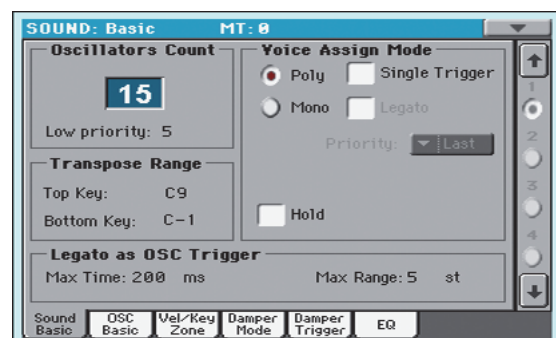 SOUND: Basic MT: 0
Oscillators Count
15
Low priority: 5
Transpose Range
Top Key: C9
Bottom Key: C-1
Voice Assign Mode
Poly Single Trigger
Mono Legato
Priority: Last
Hold
Legato as OSC Trigger
Max Time: 200 ms Max Range: 5 st
1
2
3
4
Sound Basic
OSC Basic
Vel/Key Zone
Damper Mode
Damper Trigger
EQ